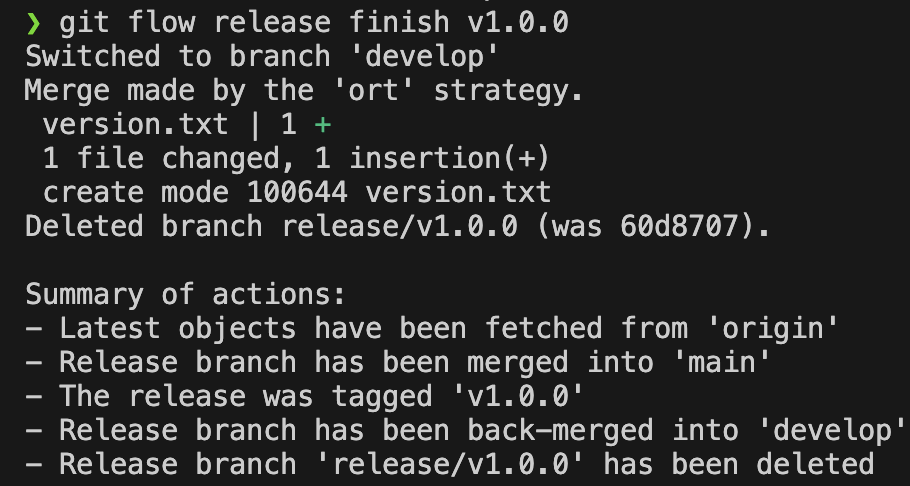 ❯ git flow release finish v1.0.0
Switched to branch 'develop'
Merge made by the 'ort' strategy.
 version.txt | 1 +
 1 file changed, 1 insertion(+)
 create mode 100644 version.txt
Deleted branch release/v1.0.0 (was 60d8707).

Summary of actions:
- Latest objects have been fetched from 'origin'
- Release branch has been merged into 'main'
- The release was tagged 'v1.0.0'
- Release branch has been back-merged into 'develop'
- Release branch 'release/v1.0.0' has been deleted